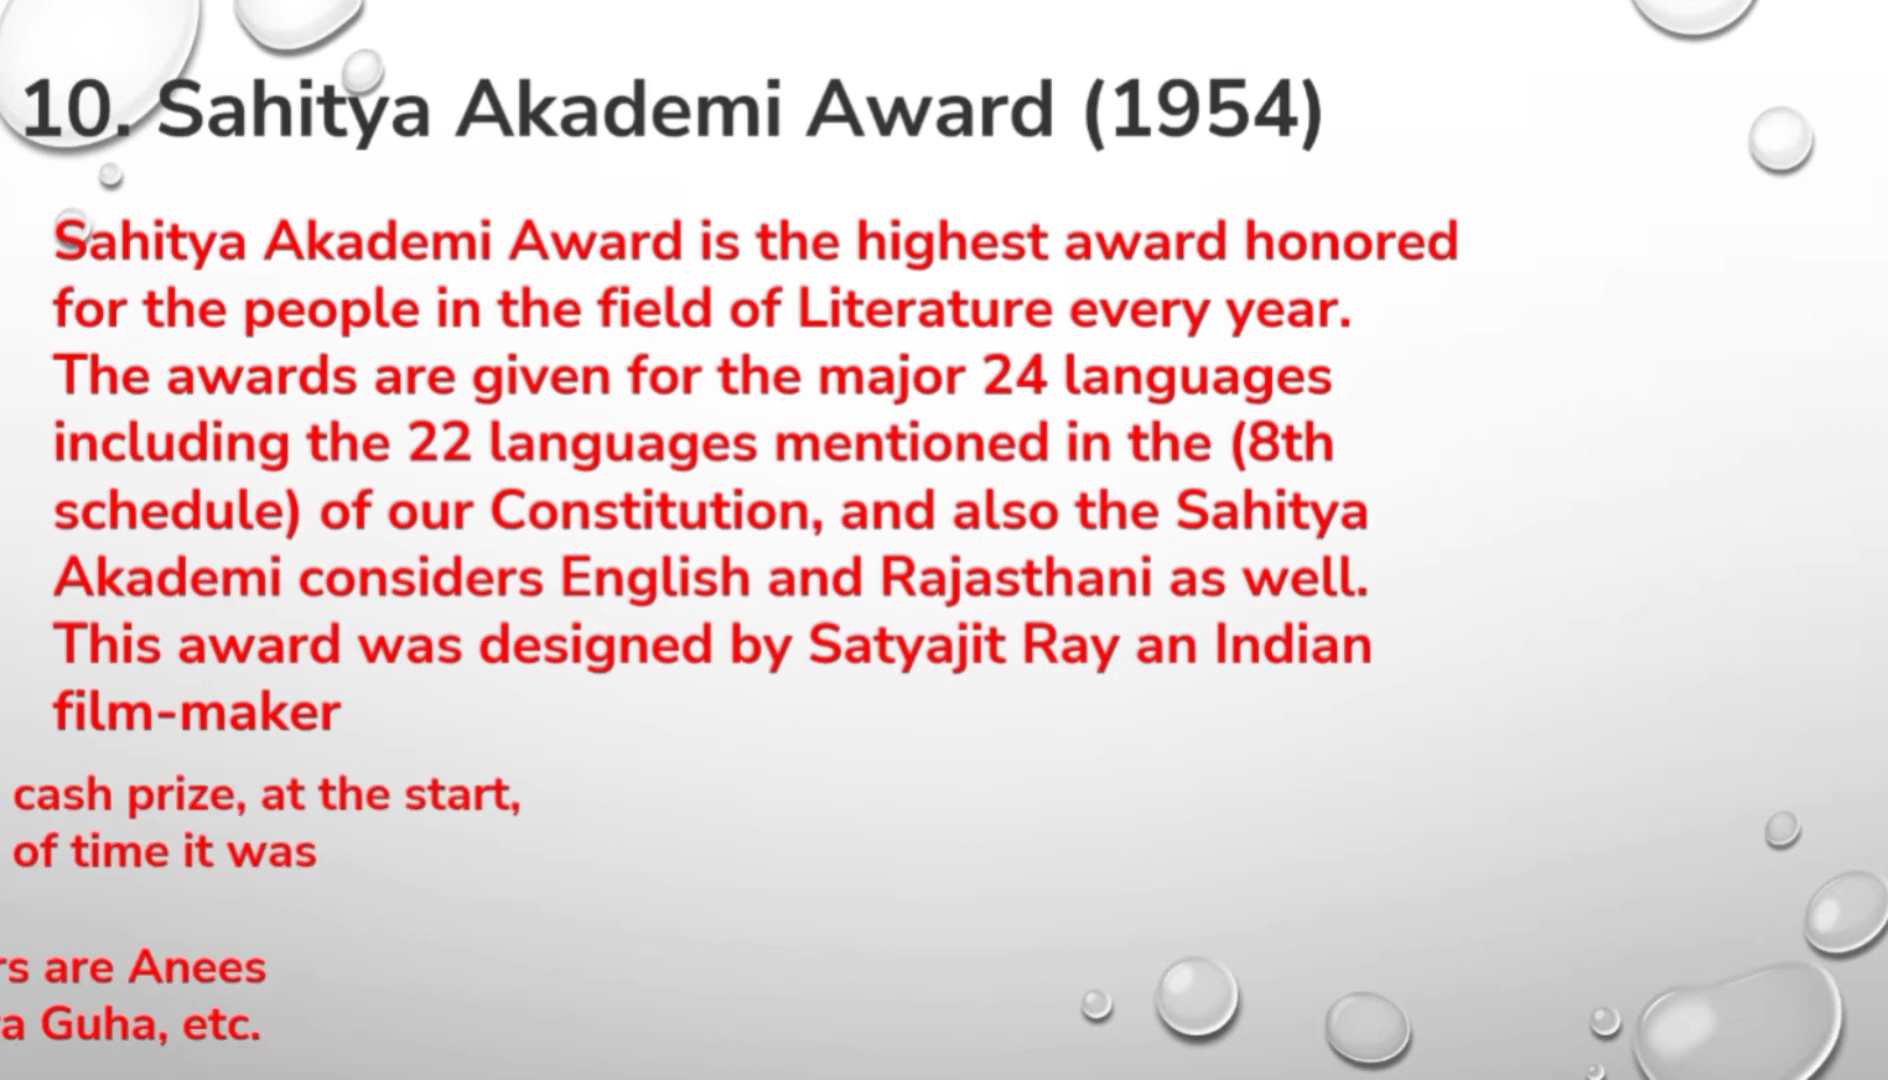 10. Sahitya Akademi Award (1954)
Sahitya Akademi Award is the highest award honored
for the people in the field of Literature every year.
The awards are given for the major 24 languages
including the 22 languages mentioned in the (8th
schedule) of our Constitution, and also the Sahitya
Akademi considers English and Rajasthani as well.
This award was designed by Satyajit Ray an Indian
film-maker
cash prize, at the start,
of time it was
are Anees
Guha, etc.